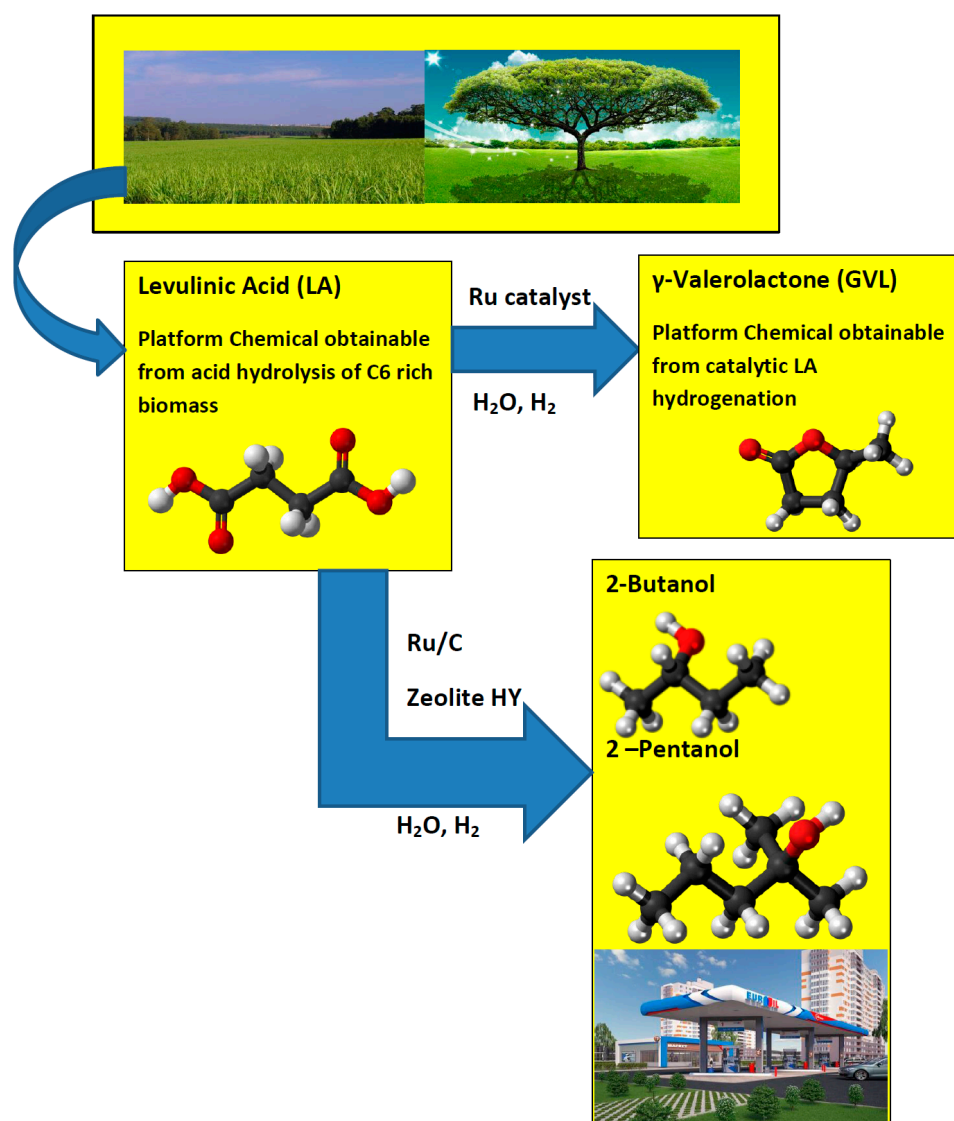 Levulinic Acid (LA)
Platform Chemical obtainable
from acid hydrolysis of C6 rich
biomass
Ru catalyst
H₂O, H₂
γ-Valerolactone (GVL)
Platform Chemical obtainable
from catalytic LA
hydrogenation
Ru/C
Zeolite HY
H₂O, H₂
2-Butanol
2 –Pentanol
MARKET